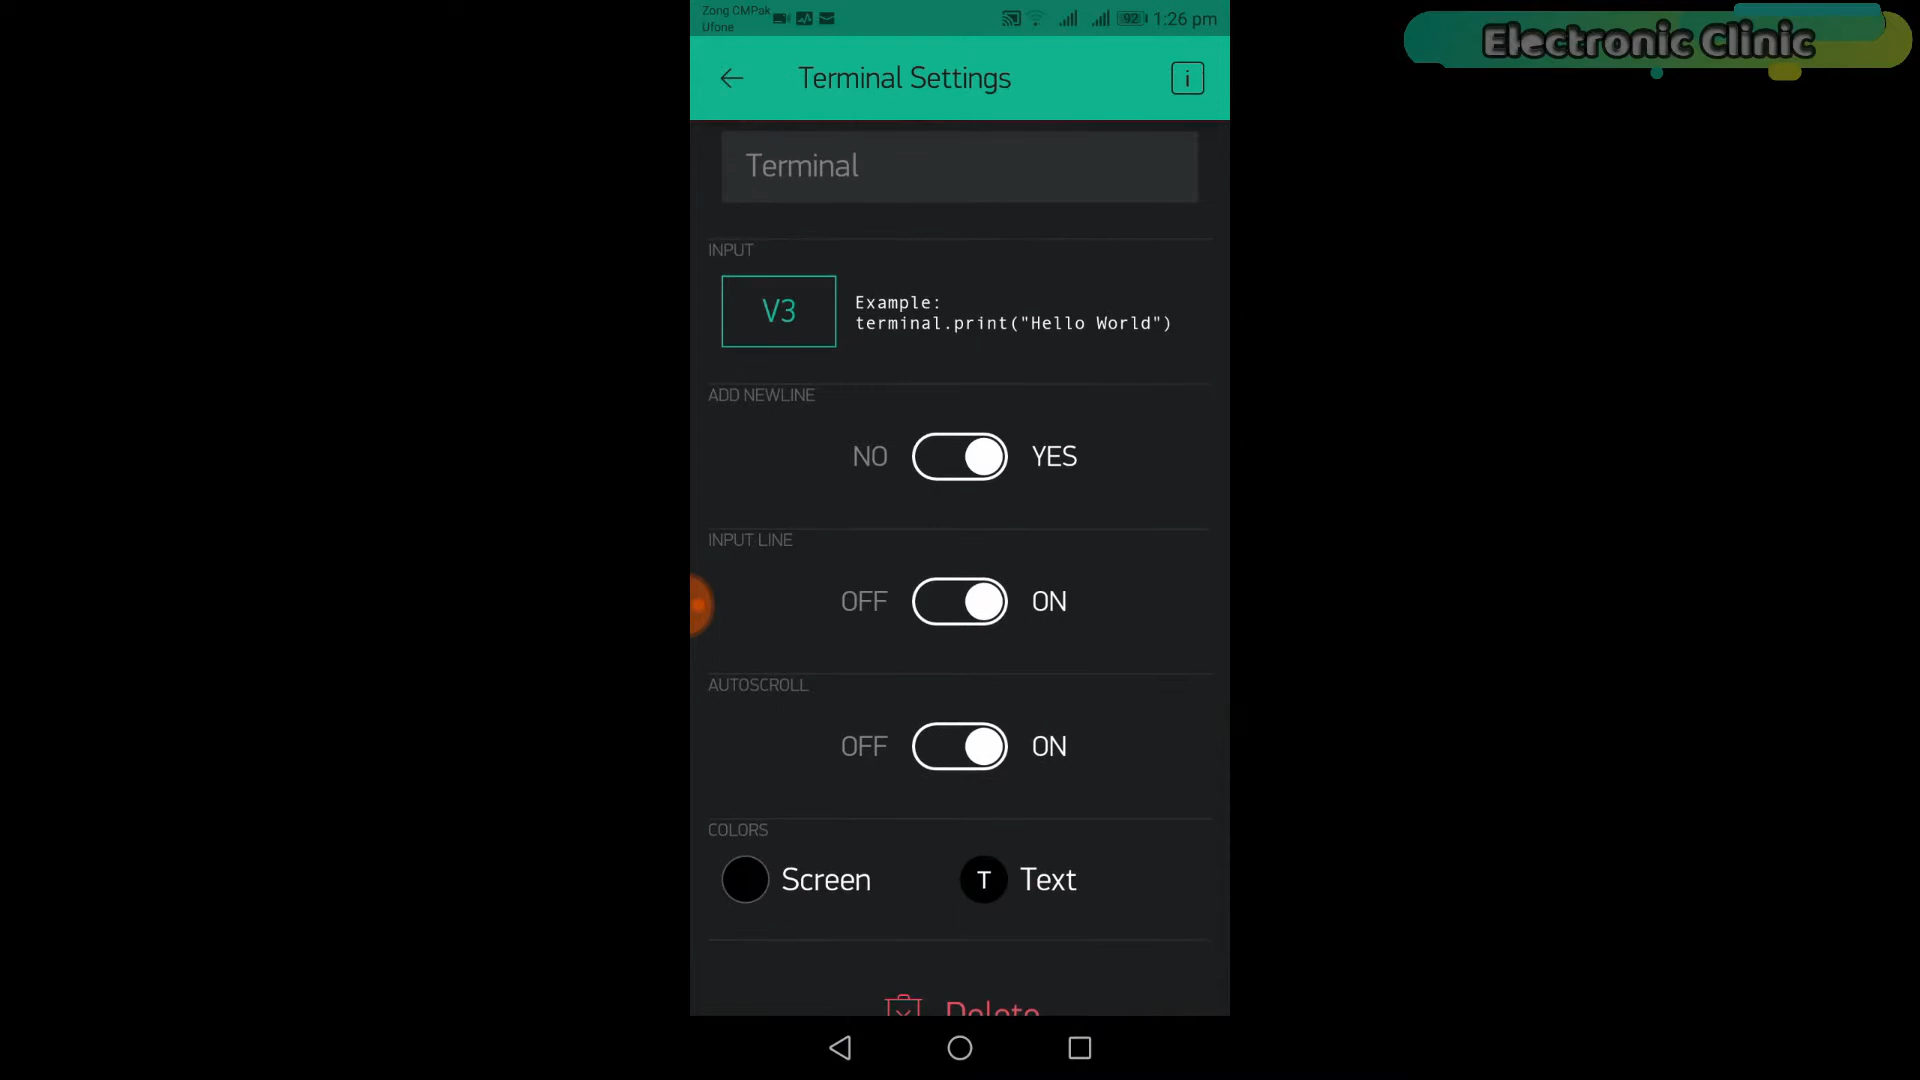 Zong CMPak
Ufone
92
1:26 pm
Electronic Clinic
Terminal Settings
i
Terminal
INPUT
V3
Example:
terminal.print("Hello World")
ADD NEWLINE
NO YES
INPUT LINE
OFF ON
AUTOSCROLL
OFF ON
COLORS
Screen T Text
Delete